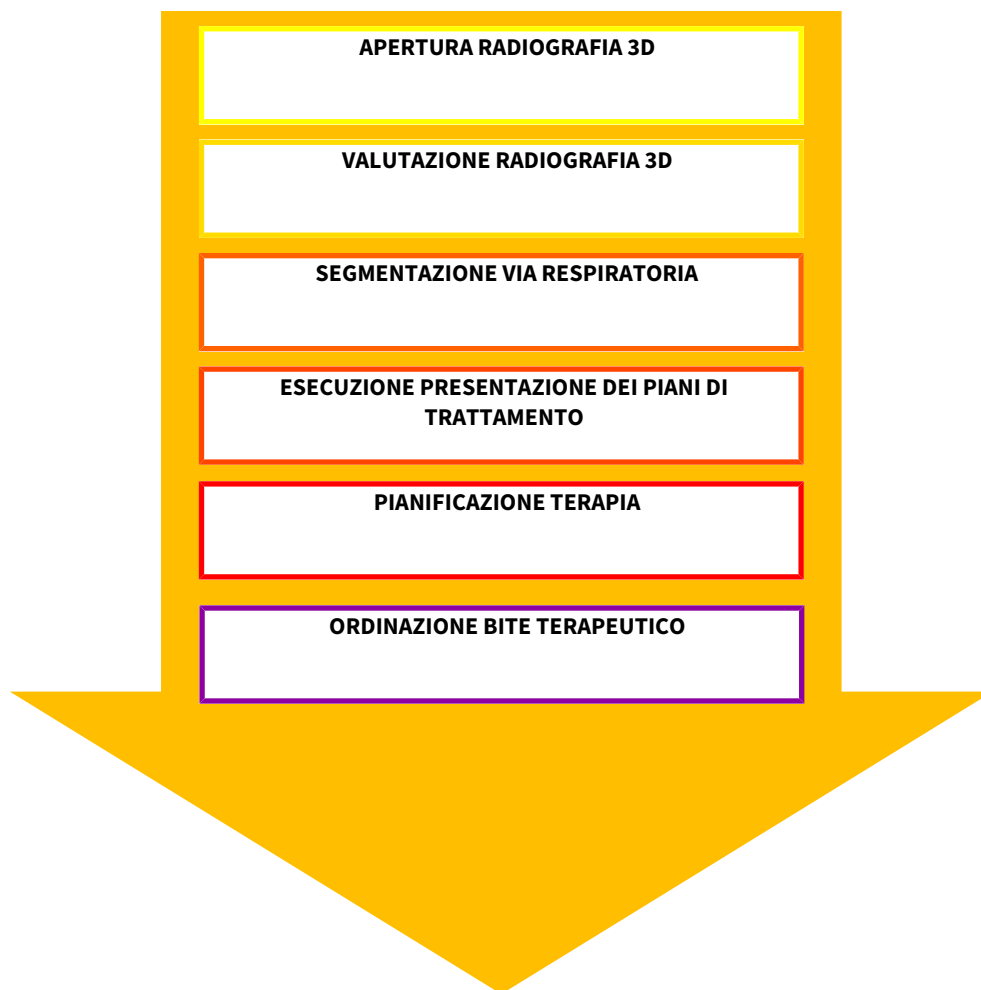 APERTURA RADIOGRAFIA 3D
VALUTAZIONE RADIOGRAFIA 3D
SEGMENTAZIONE VIA RESPIRATORIA
ESECUZIONE PRESENTAZIONE DEI PIANI DI
TRATTAMENTO
PIANIFICAZIONE TERAPIA
ORDINAZIONE BITE TERAPEUTICO